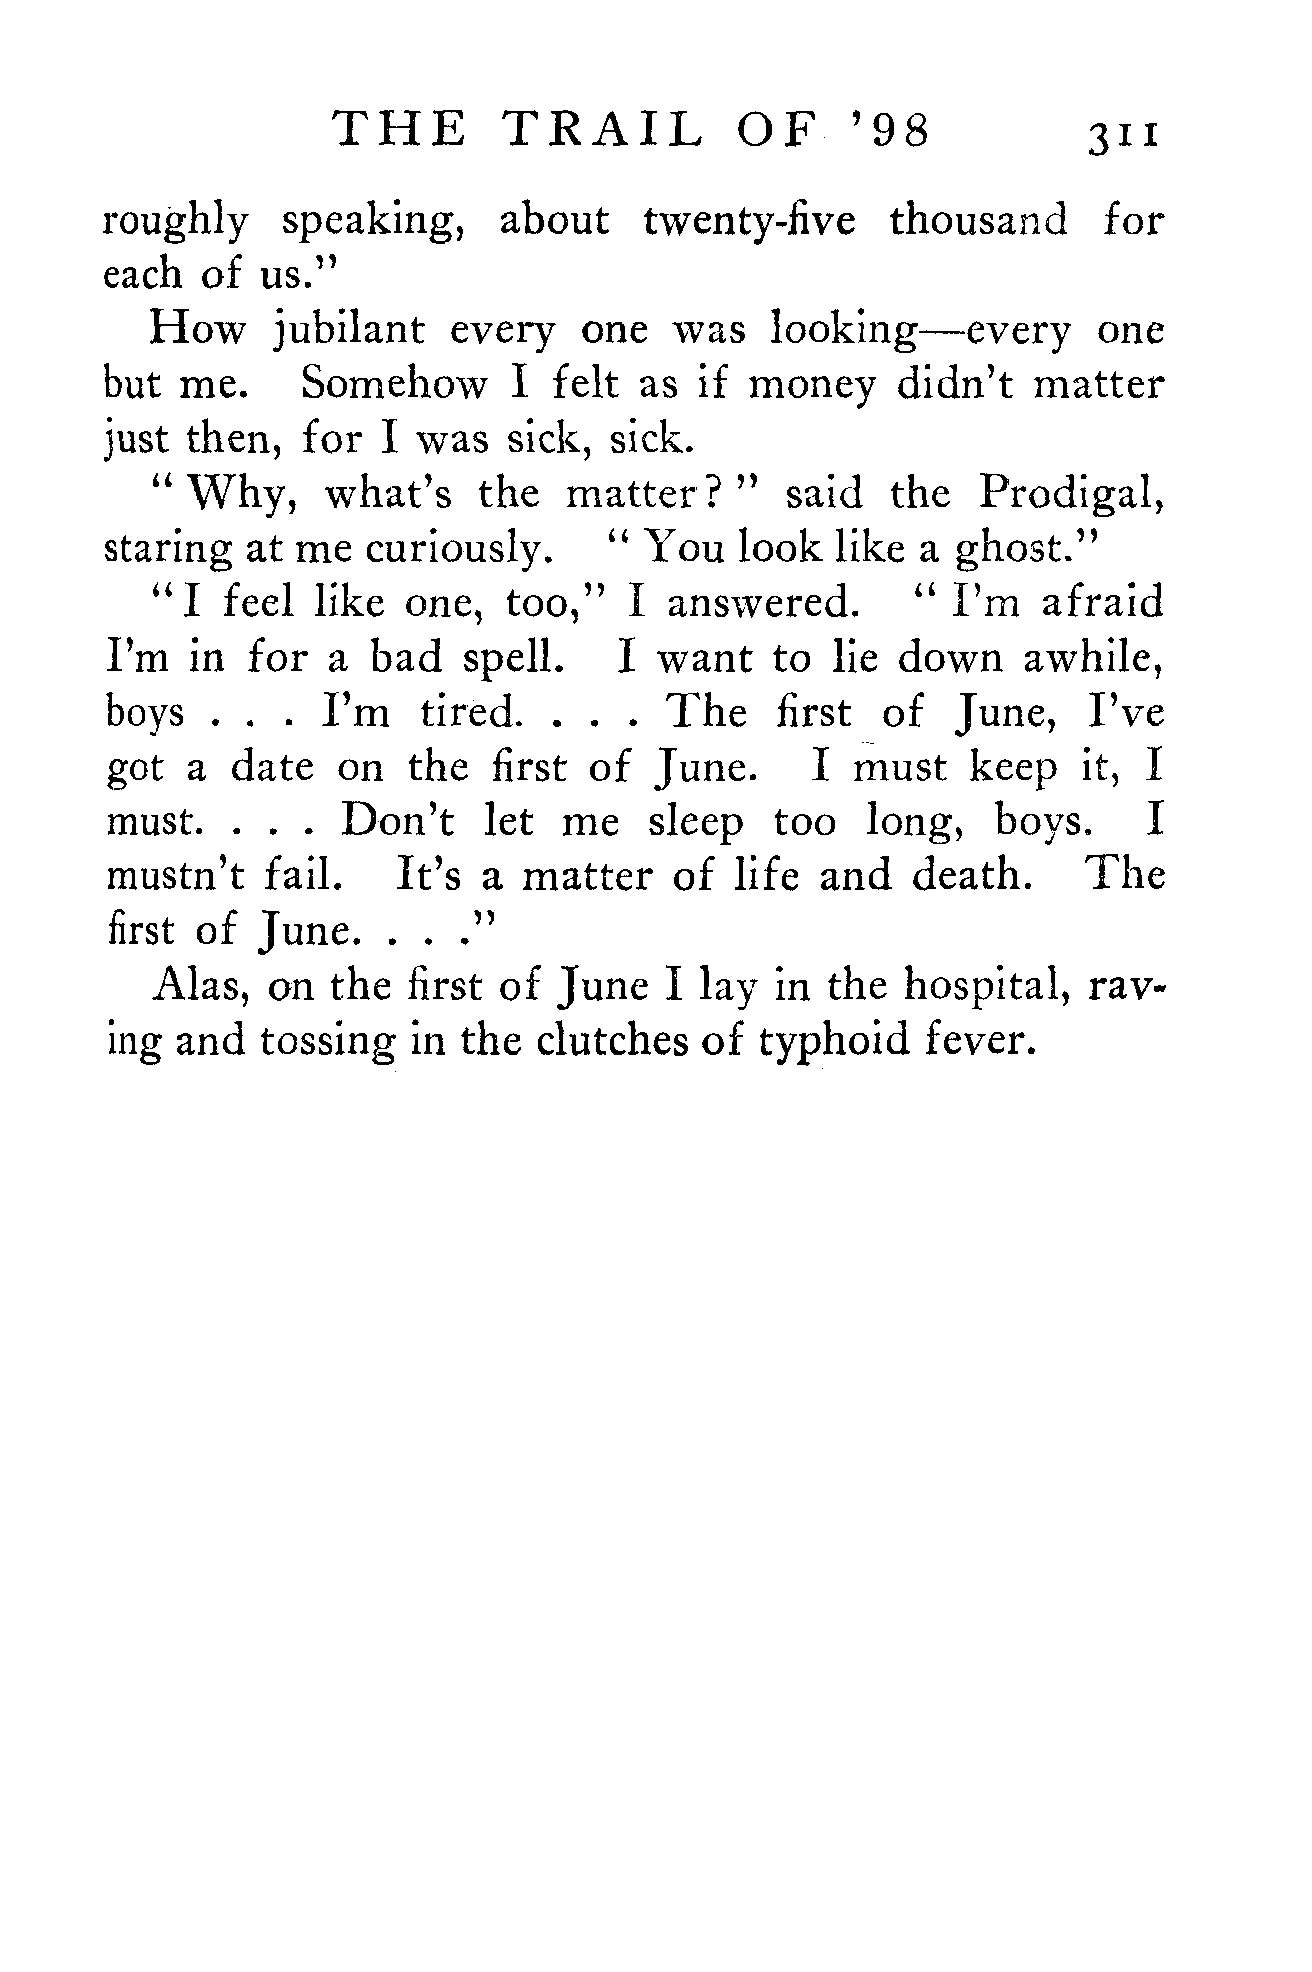 THE TRAIL OF '98 311
roughly speaking, about twenty-five thousand for
each of us."
How jubilant every one was looking—every one
but me. Somehow I felt as if money didn't matter
just then, for I was sick, sick.
"Why, what's the matter?" said the Prodigal,
staring at me curiously. "You look like a ghost."
"I feel like one, too," I answered. "I'm afraid
I'm in for a bad spell. I want to lie down awhile,
boys . . . I'm tired. . . . The first of June, I've
got a date on the first of June. I must keep it, I
must. . . . Don't let me sleep too long, boys. I
mustn't fail. It's a matter of life and death. The
first of June. . . ."
Alas, on the first of June I lay in the hospital, rav-
ing and tossing in the clutches of typhoid fever.